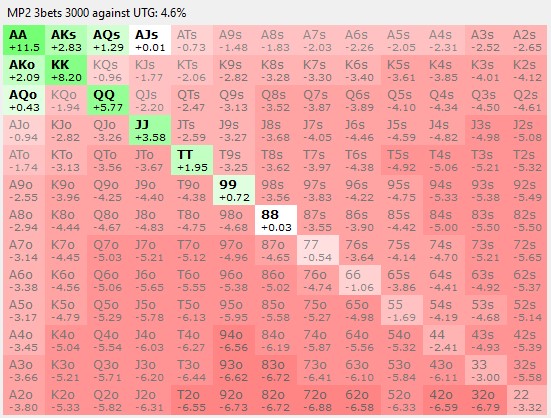 MP2 3bets 3000 against UTG: 4.6%
AA AKs AQs AJs ATs A9s A8s A7s A6s A5s A4s A3s A2s
+11.5 +2.83 +1.29 +0.01 -0.73 -1.48 -1.83 -2.03 -2.26 -2.05 -2.31 -2.52 -2.65
AKo KK KQs KJs KTs K9s K8s K7s K6s K5s K4s K3s K2s
+2.09 +8.20 -0.96 -1.77 -2.06 -2.82 -3.28 -3.30 -3.40 -3.61 -3.85 -4.01 -4.12
AQo KQo QQ QJs QTs Q9s Q8s Q7s Q6s Q5s Q4s Q3s Q2s
+0.43 -1.94 +5.77 -2.20 -2.47 -3.13 -3.52 -3.87 -3.89 -4.10 -4.34 -4.50 -4.61
AJo KJo QJo JJ JTs J9s J8s J7s J6s J5s J4s J3s J2s
-0.94 -2.82 -3.26 +3.58 -2.59 -3.27 -3.68 -4.05 -4.46 -4.59 -4.82 -4.98 -5.08
ATo KTo QTo JTo TT T9s T8s T7s T6s T5s T4s T3s T2s
-1.74 -3.13 -3.56 -3.67 +1.95 -3.25 -3.62 -3.97 -4.38 -4.92 -5.06 -5.21 -5.32
A9o K9o Q9o J9o T9o 99 98s 97s 96s 95s 94s 93s 92s
-2.55 -3.96 -4.25 -4.40 -4.38 +0.72 -3.56 -3.83 -4.22 -4.75 -5.33 -5.38 -5.49
A8o K8o Q8o J8o T8o 98o 88 87s 86s 85s 84s 83s 82s
-2.94 -4.44 -4.67 -4.83 -4.75 -4.68 +0.03 -3.55 -3.90 -4.42 -5.00 -5.50 -5.50
A7o K7o Q7o J7o T7o 97o 87o 77 76s 75s 74s 73s 72s
-3.14 -4.45 -5.03 -5.21 -5.12 -4.96 -4.65 -0.54 -3.64 -4.14 -4.70 -5.21 -5.65
A6o K6o Q6o J6o T6o 96o 86o 76o 66 65s 64s 63s 62s
-3.38 -4.56 -5.06 -5.65 -5.55 -5.38 -5.02 -4.74 -1.06 -3.86 -4.41 -4.92 -5.37
A5o K5o Q5o J5o T5o 95o 85o 75o 65o 55 54s 53s 52s
-3.17 -4.79 -5.29 -5.78 -6.13 -5.95 -5.58 -5.27 -4.98 -1.69 -4.19 -4.68 -5.14
A4o K4o Q4o J4o T4o 94o 84o 74o 64o 54o 44 43s 42s
-3.45 -5.04 -5.54 -6.03 -6.27 -6.56 -6.19 -5.87 -5.56 -5.32 -2.41 -4.93 -5.39
A3o K3o Q3o J3o T3o 93o 83o 73o 63o 53o 43o 33 32s
-3.66 -5.21 -5.71 -6.20 -6.44 -6.62 -6.72 -6.41 -6.10 -5.84 -6.11 -3.00 -5.58
A2o K2o Q2o J2o T2o 92o 82o 72o 62o 52o 42o 32o 22
-3.80 -5.33 -5.82 -6.31 -6.55 -6.73 -6.72 -6.88 -6.58 -6.33 -6.59 -6.79 -3.32